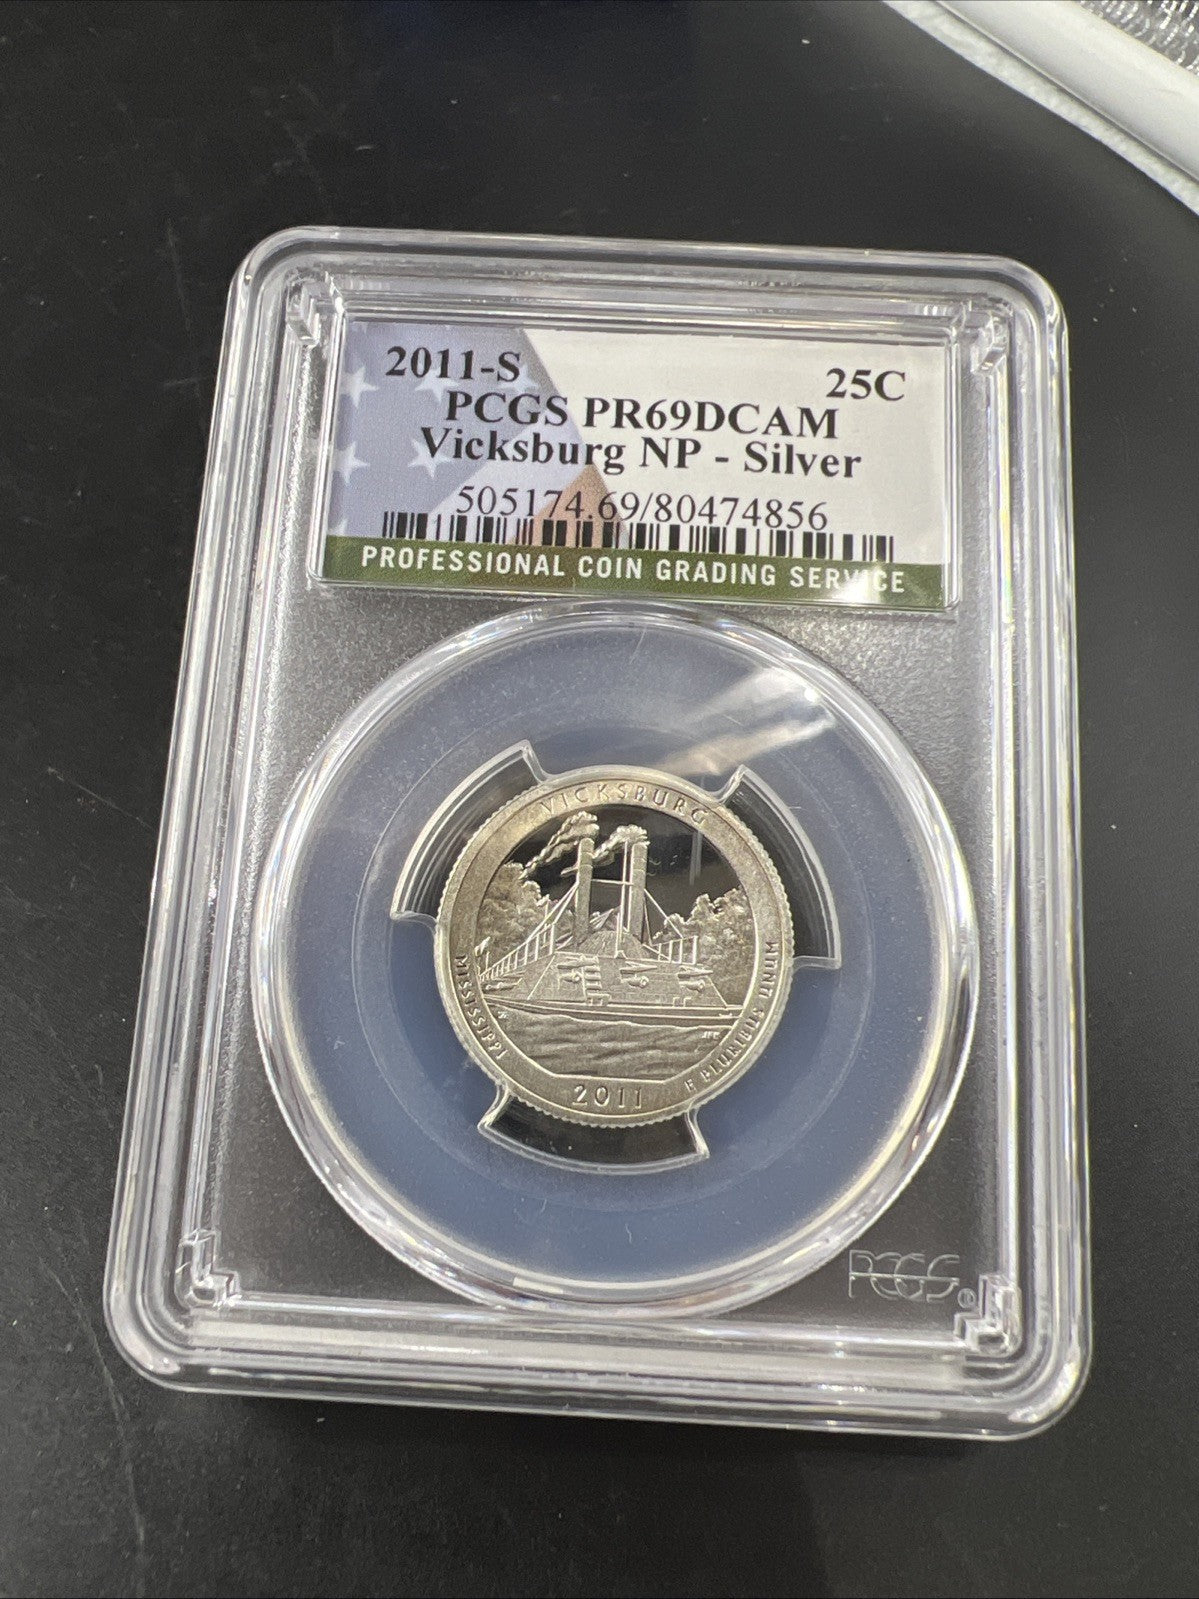 2011-S
25C
PCGS PR69DCAM
Vicksburg NP - Silver
505174.69/80474856
PROFESSIONAL COIN GRADING SERVICE
VICKSBURG
MISSISSIPPI
2011
E PLURIBUS UNUM
PCGS